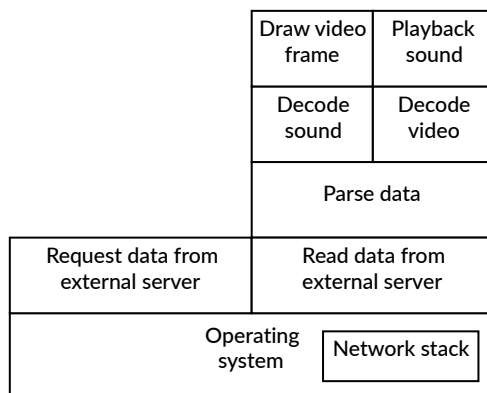 Draw video
frame
Playback
sound
Decode
sound
Decode
video
Parse data
Request data from
external server
Read data from
external server
Operating
system
Network stack